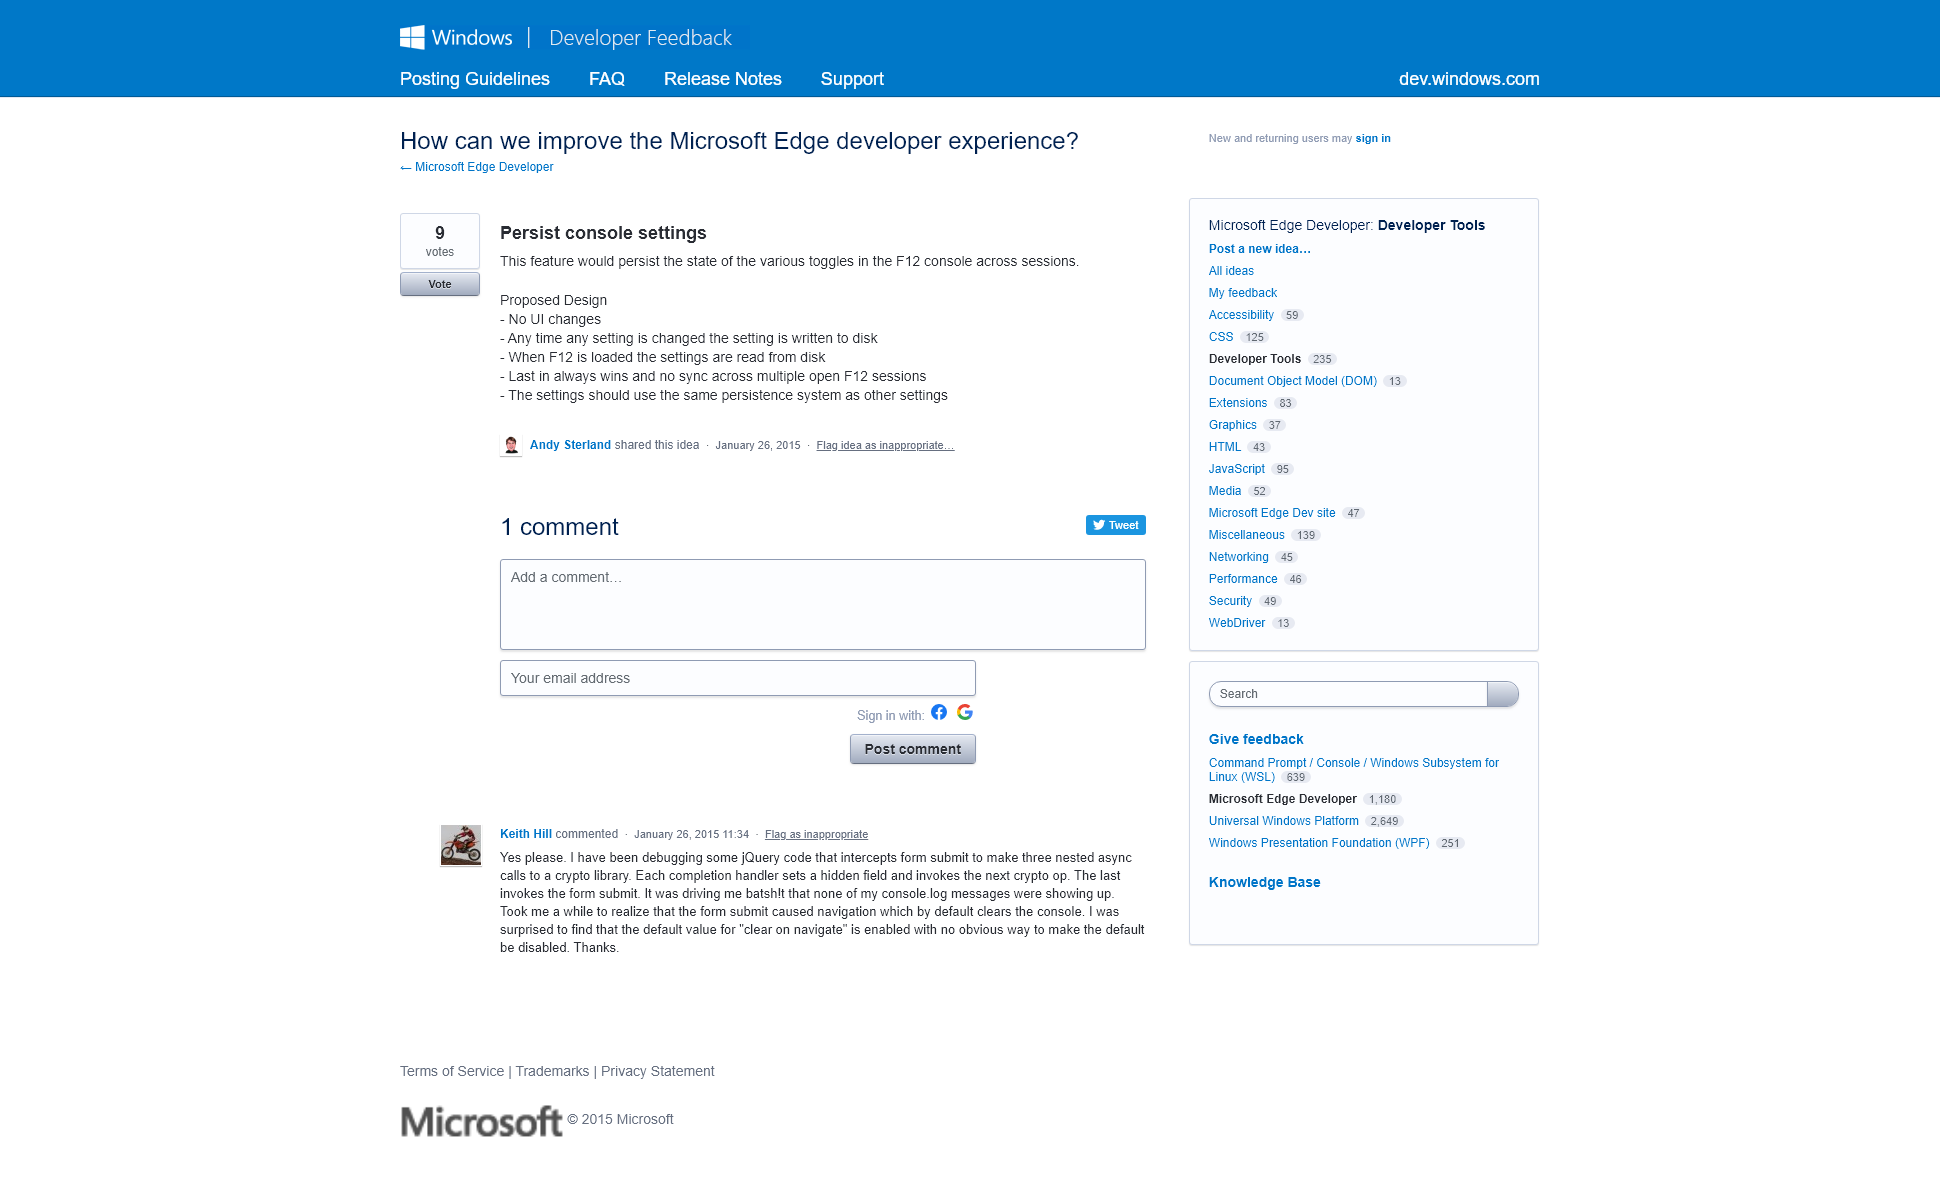 Windows | Developer Feedback
Posting Guidelines FAQ Release Notes Support dev.windows.com
How can we improve the Microsoft Edge developer experience?
← Microsoft Edge Developer
New and returning users may sign in
9
votes
Vote
Persist console settings
This feature would persist the state of the various toggles in the F12 console across sessions.
Proposed Design
- No UI changes
- Any time any setting is changed the setting is written to disk
- When F12 is loaded the settings are read from disk
- Last in always wins and no sync across multiple open F12 sessions
- The settings should use the same persistence system as other settings
Andy Sterland shared this idea · January 26, 2015 · Flag idea as inappropriate…
1 comment
Tweet
Add a comment…
Your email address
Sign in with:
Post comment
Keith Hill commented · January 26, 2015 11:34 · Flag as inappropriate
Yes please. I have been debugging some jQuery code that intercepts form submit to make three nested async
calls to a crypto library. Each completion handler sets a hidden field and invokes the next crypto op. The last
invokes the form submit. It was driving me batsh!t that none of my console.log messages were showing up.
Took me a while to realize that the form submit caused navigation which by default clears the console. I was
surprised to find that the default value for "clear on navigate" is enabled with no obvious way to make the default
be disabled. Thanks.
Microsoft Edge Developer: Developer Tools
Post a new idea…
All ideas
My feedback
Accessibility 59
CSS 125
Developer Tools 235
Document Object Model (DOM) 13
Extensions 83
Graphics 37
HTML 43
JavaScript 95
Media 52
Microsoft Edge Dev site 47
Miscellaneous 139
Networking 45
Performance 46
Security 49
WebDriver 13
Search
Give feedback
Command Prompt / Console / Windows Subsystem for
Linux (WSL) 639
Microsoft Edge Developer 1,180
Universal Windows Platform 2,649
Windows Presentation Foundation (WPF) 251
Knowledge Base
Terms of Service | Trademarks | Privacy Statement
Microsoft © 2015 Microsoft